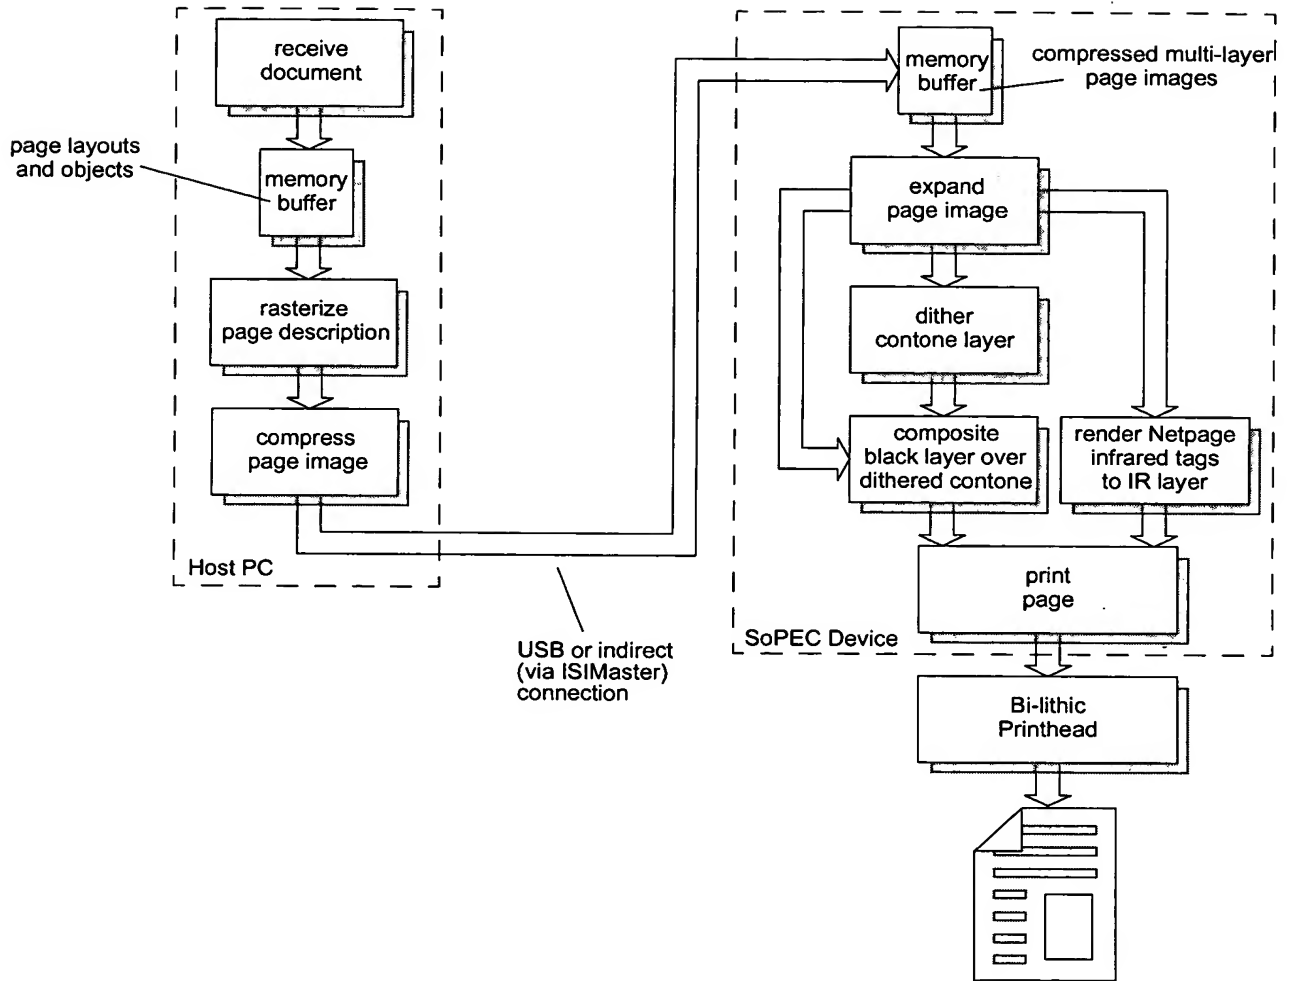 receive
document
page layouts
and objects
memory
buffer
rasterize
page description
compress
page image
Host PC
USB or indirect
(via ISIMaster)
connection
memory
buffer
compressed multi-layer
page images
expand
page image
dither
contone layer
composite
black layer over
dithered contone
render Netpage
infrared tags
to IR layer
print
page
SoPEC Device
Bi-lithic
Printhead